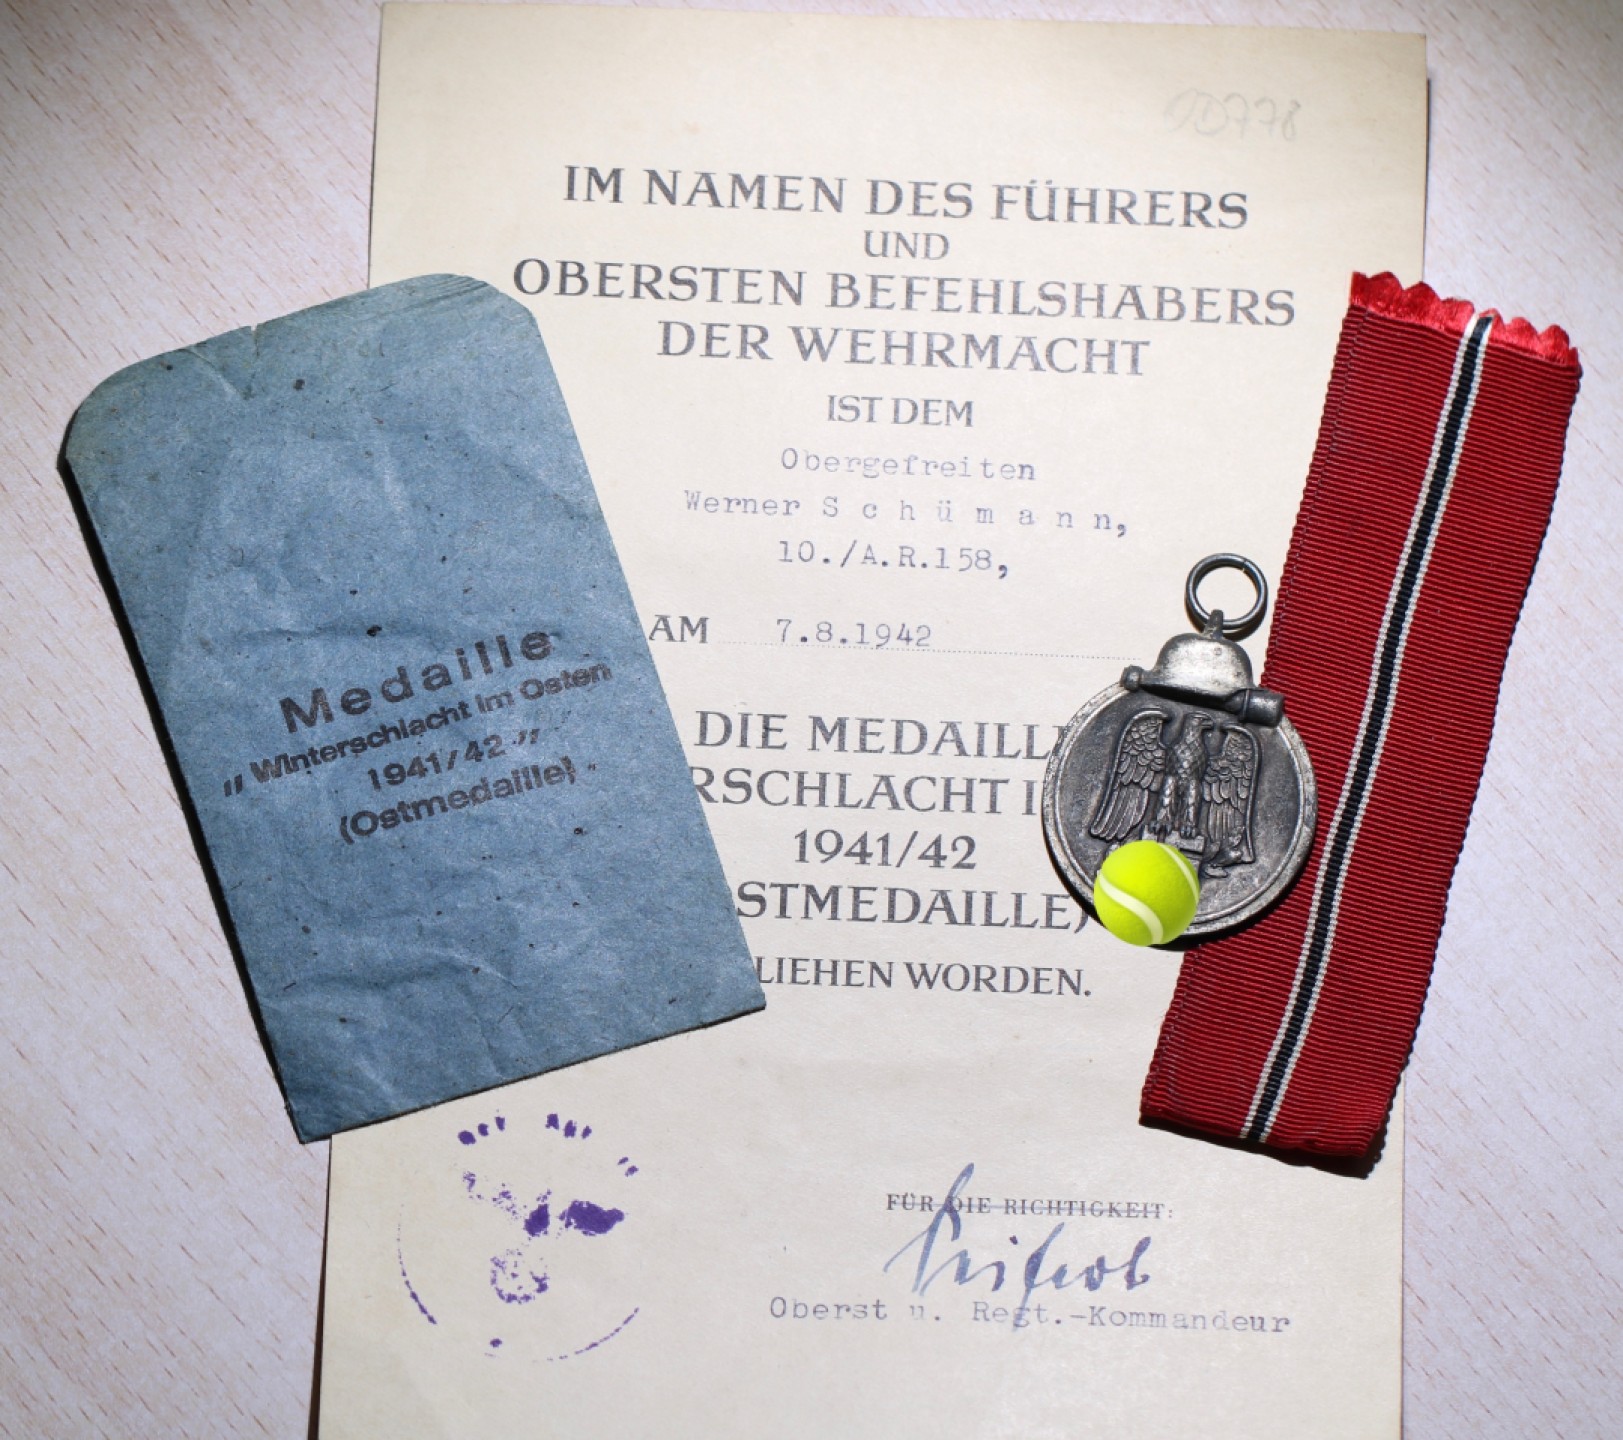 IM NAMEN DES FÜHRERS
UND
OBERSTEN BEFEHLSHABERS
DER WEHRMACHT
IST DEM
Obergefreiten
Werner Schümann,
10./A.R.158,
AM 7.8.1942
DIE MEDAILL
RSCHLACHT I
1941/42
STMEDAILLE)
LIEHEN WORDEN.
FÜR DIE RICHTIGKEIT:
Oberst u. Regt.-Kommandeur
Medaille
„Winterschlacht im Osten
1941/42"
(Ostmedaille)